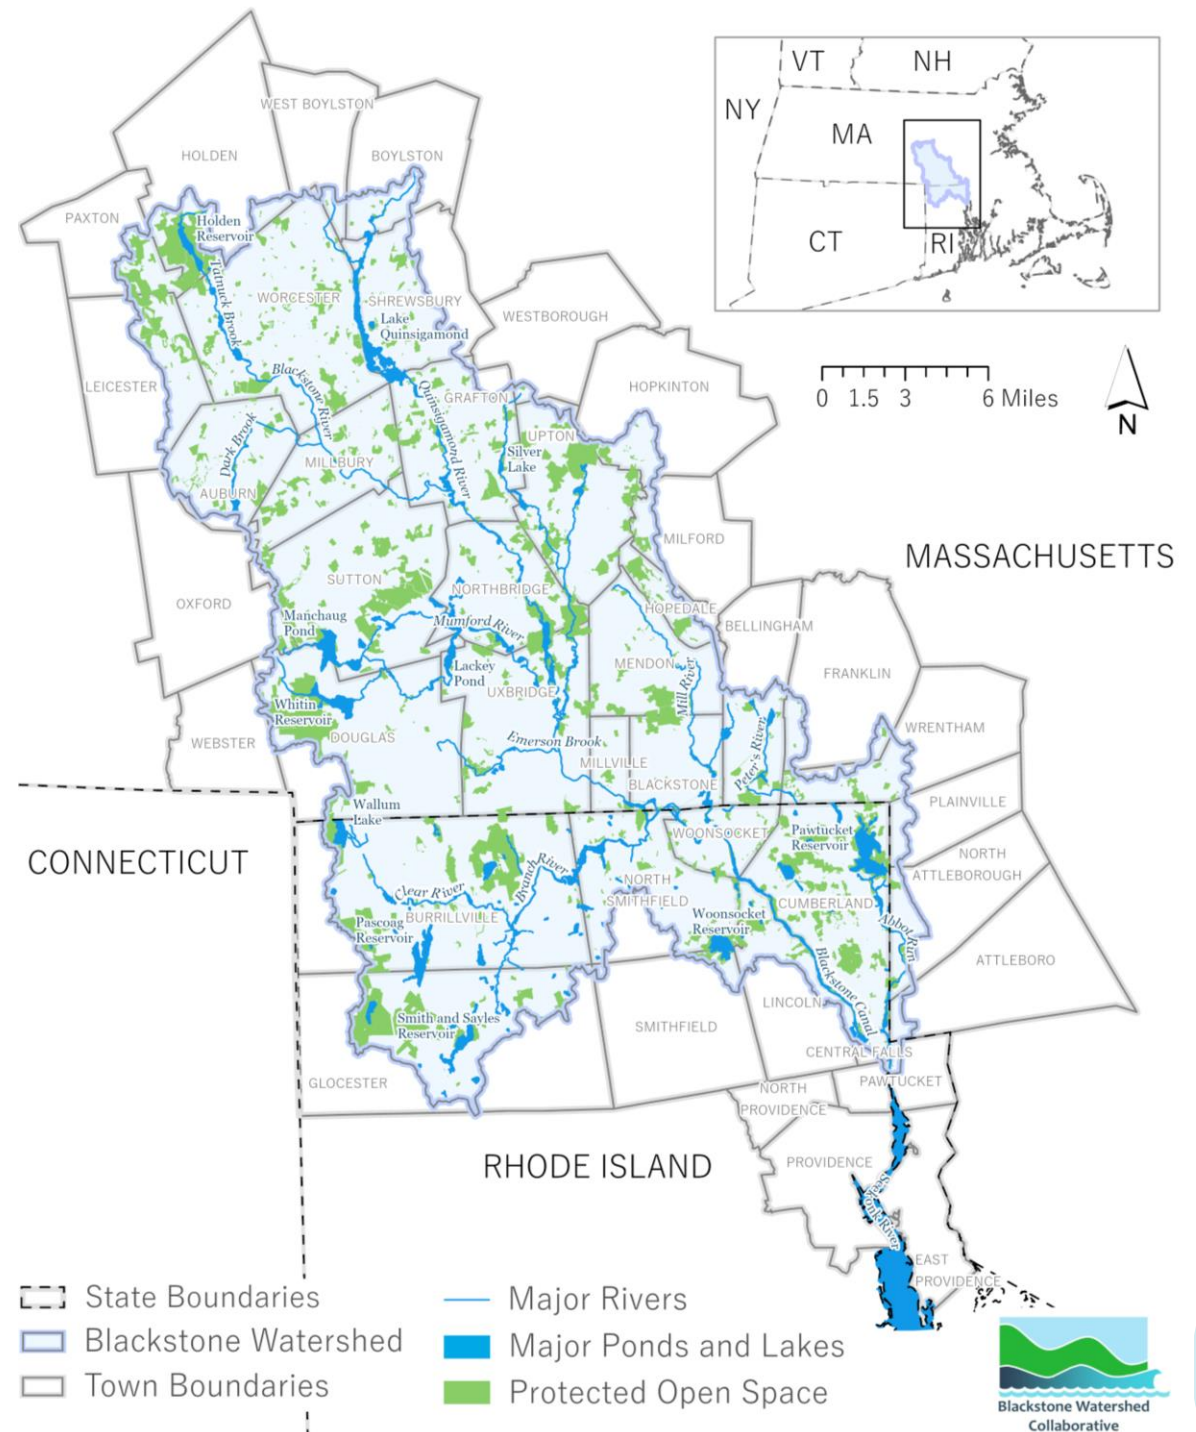 VT
NH
NY
MA
CT
RI
0 1.5 3 6 Miles
N
WEST BOYLSTON
HOLDEN
BOYLSTON
PAXTON
Holden
Reservoir
Tatnuck Brook
WORCESTER
SHREWSBURY
Lake
Quinsigamond
WESTBOROUGH
LEICESTER
Blackstone River
HOPKINTON
Quinsigamond River
GRAFTON
Dark Brook
UPTON
Silver
Lake
MILLBURY
AUBURN
MILFORD
MASSACHUSETTS
SUTTON
NORTHBRIDGE
OXFORD
HOPEDALE
Manchaug
Pond
Mumford River
BELLINGHAM
MENDON
Lackey
Pond
FRANKLIN
Mill River
UXBRIDGE
Whitin
Reservoir
WEBSTER
DOUGLAS
WRENTHAM
Emerson Brook
Peter's River
MILLVILLE
BLACKSTONE
PLAINVILLE
Wallum
Lake
WOONSOCKET
Pawtucket
Reservoir
CONNECTICUT
NORTH
ATTLEBOROUGH
Branch River
Clear River
NORTH
SMITHFIELD
CUMBERLAND
BURRILLVILLE
Pascoag
Reservoir
Woonsocket
Reservoir
Abbot Run
ATTLEBORO
Blackstone Canal
LINCOLN
Smith and Sayles
Reservoir
SMITHFIELD
CENTRAL FALLS
GLOCESTER
PAWTUCKET
NORTH
PROVIDENCE
RHODE ISLAND
PROVIDENCE
EAST
PROVIDENCE
State Boundaries
Blackstone Watershed
Town Boundaries
Major Rivers
Major Ponds and Lakes
Protected Open Space
Blackstone Watershed
Collaborative